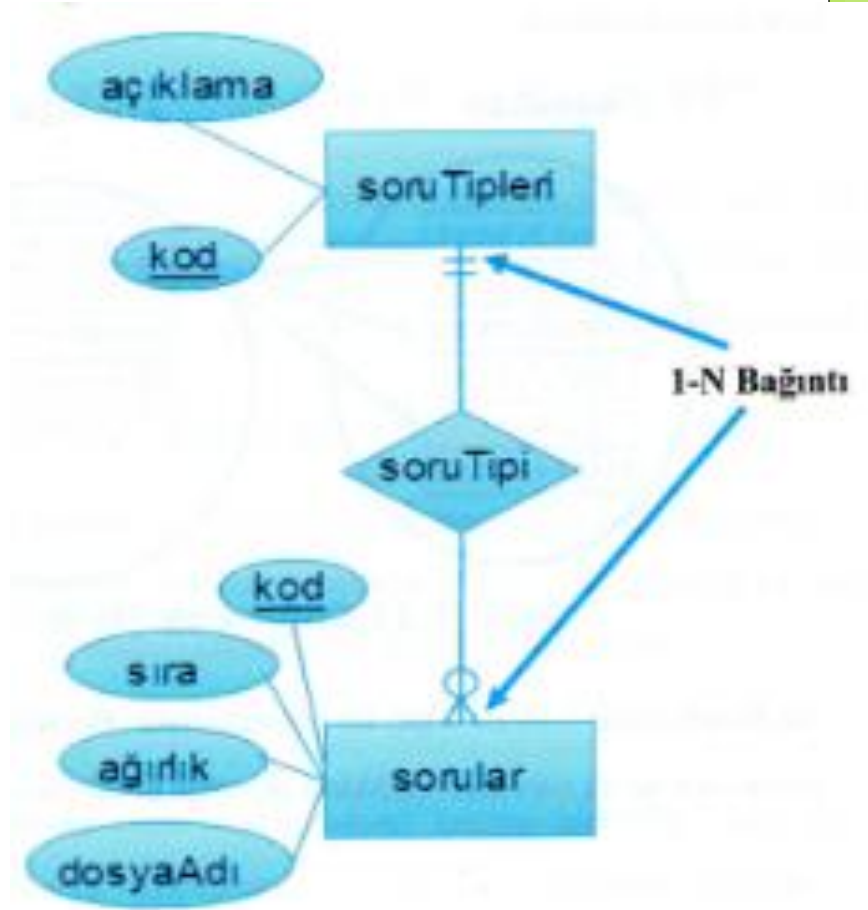 açıklama
soruTipleri
kod
1-N Bağıntı
soruTipi
kod
sıra
ağırlık
sorular
dosyaAdı